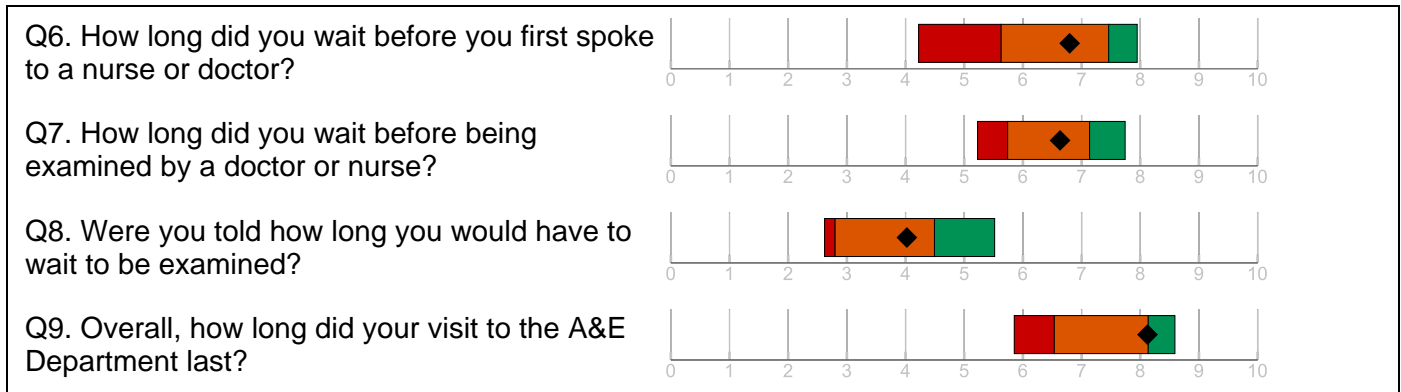 Q6. How long did you wait before you first spoke
to a nurse or doctor?
0 1 2 3 4 5 6 7 8 9 10
Q7. How long did you wait before being
examined by a doctor or nurse?
0 1 2 3 4 5 6 7 8 9 10
Q8. Were you told how long you would have to
wait to be examined?
0 1 2 3 4 5 6 7 8 9 10
Q9. Overall, how long did your visit to the A&E
Department last?
0 1 2 3 4 5 6 7 8 9 10